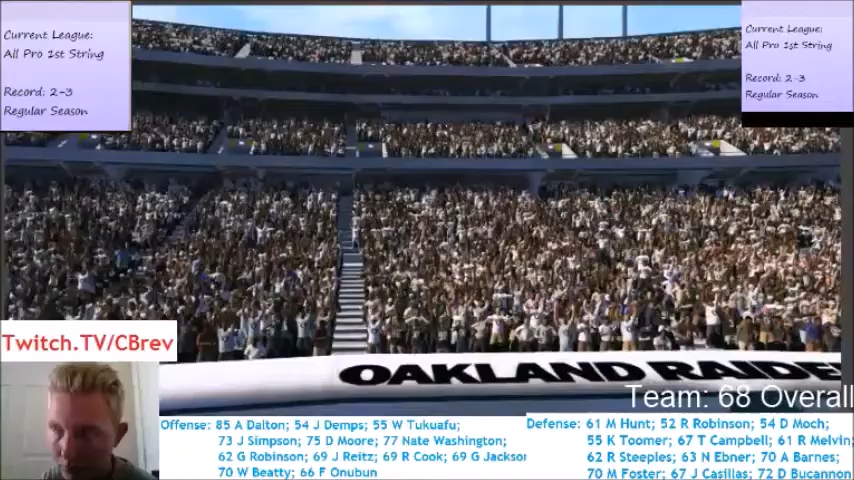 Current League:
All Pro 1st String
Record: 2-3
Regular Season
Current League:
All Pro 1st String
Record: 2-3
Regular Season
Twitch.TV/CBrev
OAKLAND RAIDE
Team: 68 Overall
Offense: 85 A Dalton; 54 J Demps; 55 W Tukuafu;
73 J Simpson; 75 D Moore; 77 Nate Washington;
62 G Robinson; 69 J Reitz; 69 R Cook; 69 G Jackson
70 W Beatty; 66 F Onubun
Defense: 61 M Hunt; 52 R Robinson; 54 D Moch;
55 K Toomer; 67 T Campbell; 61 R Melvin;
62 R Steeples; 63 N Ebner; 70 A Barnes;
70 M Foster; 67 J Casillas; 72 D Bucannon;